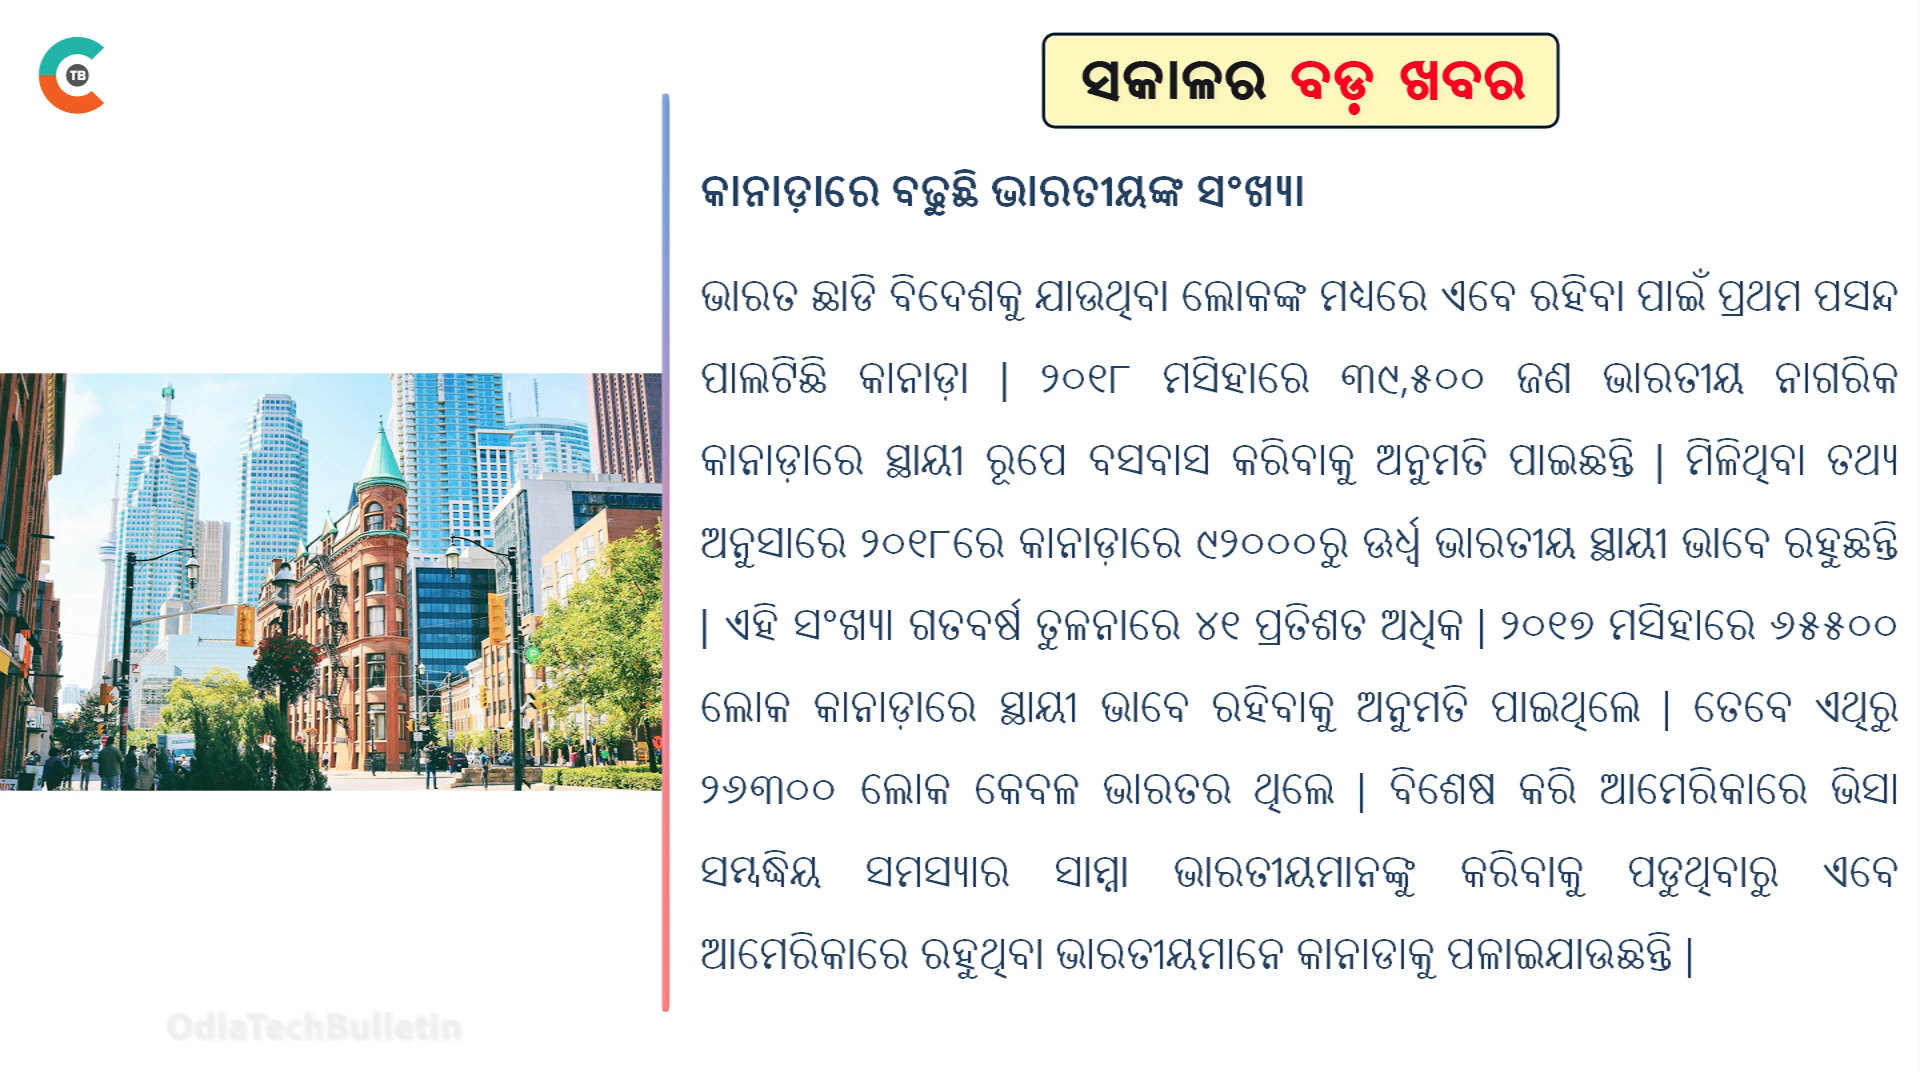 TB
ସକାଳର ବଡ଼ ଖବର
କାନାଡ଼ାରେ ବଢୁଛି ଭାରତୀୟଙ୍କ ସଂଖ୍ୟା
ଭାରତ ଛାଡି ବିଦେଶକୁ ଯାଉଥିବା ଲୋକଙ୍କ ମଧ୍ୟରେ ଏବେ ରହିବା ପାଇଁ ପ୍ରଥମ ପସନ୍ଦ
ପାଲଟିଛି କାନାଡ଼ା | ୨୦୧୮ ମସିହାରେ ୩୯,୫୦୦ ଜଣ ଭାରତୀୟ ନାଗରିକ
କାନାଡ଼ାରେ ସ୍ଥାୟୀ ରୂପେ ବସବାସ କରିବାକୁ ଅନୁମତି ପାଇଛନ୍ତି | ମିଳିଥିବା ତଥ୍ୟ
ଅନୁସାରେ ୨୦୧୮ରେ କାନାଡ଼ାରେ ୯୨୦୦୦ରୁ ଊର୍ଧ୍ୱ ଭାରତୀୟ ସ୍ଥାୟୀ ଭାବେ ରହୁଛନ୍ତି
| ଏହି ସଂଖ୍ୟା ଗତବର୍ଷ ତୁଳନାରେ ୪୧ ପ୍ରତିଶତ ଅଧିକ | ୨୦୧୭ ମସିହାରେ ୬୫୫୦୦
ଲୋକ କାନାଡ଼ାରେ ସ୍ଥାୟୀ ଭାବେ ରହିବାକୁ ଅନୁମତି ପାଇଥିଲେ | ତେବେ ଏଥିରୁ
୨୬୩୦୦ ଲୋକ କେବଳ ଭାରତର ଥିଲେ | ବିଶେଷ କରି ଆମେରିକାରେ ଭିସା
ସମ୍ବଦ୍ଧିୟ ସମସ୍ୟାର ସାମ୍ନା ଭାରତୀୟମାନଙ୍କୁ କରିବାକୁ ପଡୁଥିବାରୁ ଏବେ
ଆମେରିକାରେ ରହୁଥିବା ଭାରତୀୟମାନେ କାନାଡାକୁ ପଳାଇଯାଉଛନ୍ତି |
OdiaTechBulletin